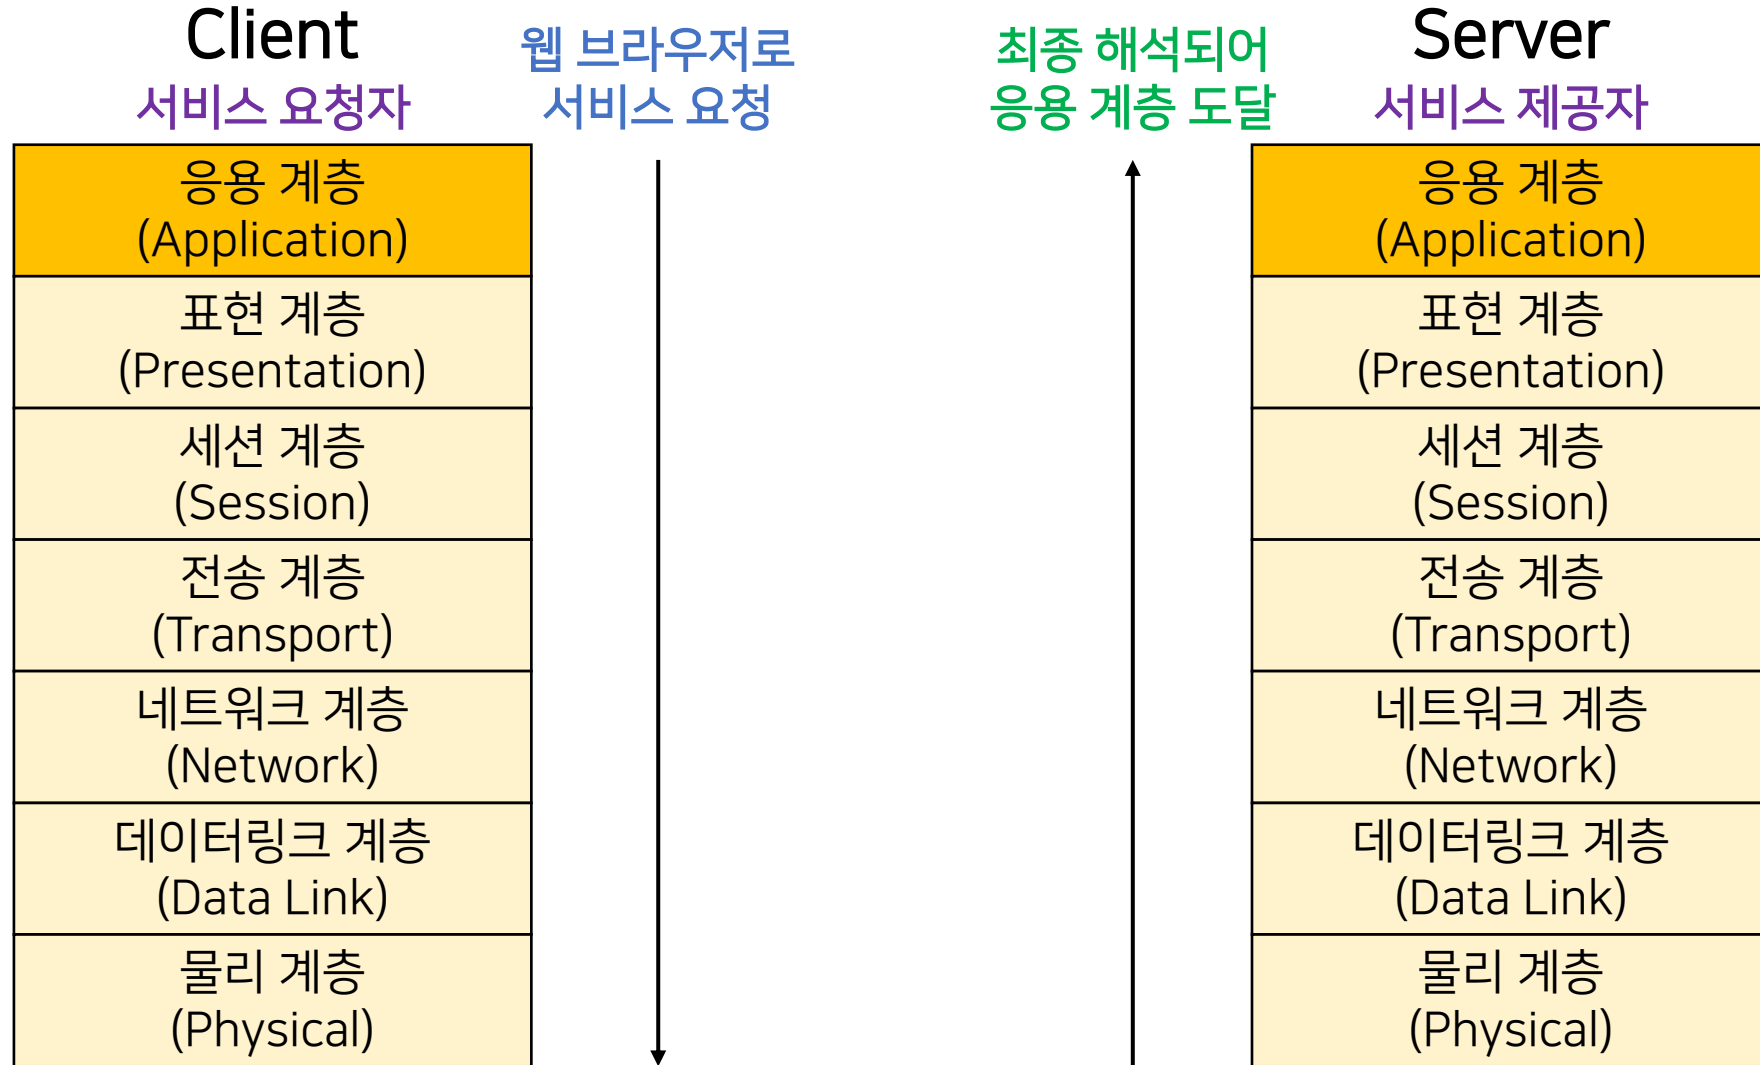 Client
서비스 요청자
웹 브라우저로
서비스 요청
최종 해석되어
응용 계층 도달
Server
서비스 제공자
응용 계층
(Application)
표현 계층
(Presentation)
세션 계층
(Session)
전송 계층
(Transport)
네트워크 계층
(Network)
데이터링크 계층
(Data Link)
물리 계층
(Physical)
응용 계층
(Application)
표현 계층
(Presentation)
세션 계층
(Session)
전송 계층
(Transport)
네트워크 계층
(Network)
데이터링크 계층
(Data Link)
물리 계층
(Physical)